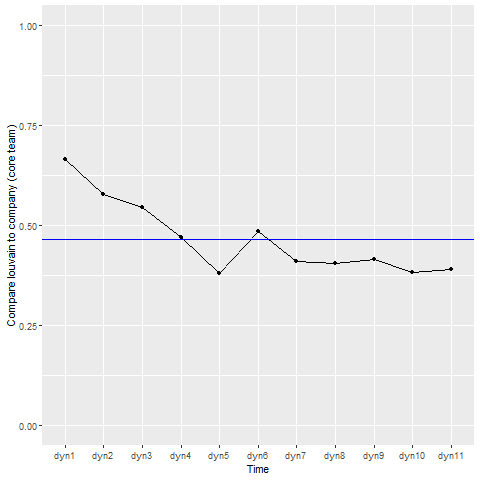 1.00
0.75
0.50
0.25
0.00
Compare louvain to company (core team)
dyn1 dyn2 dyn3 dyn4 dyn5 dyn6 dyn7 dyn8 dyn9 dyn10 dyn11
Time